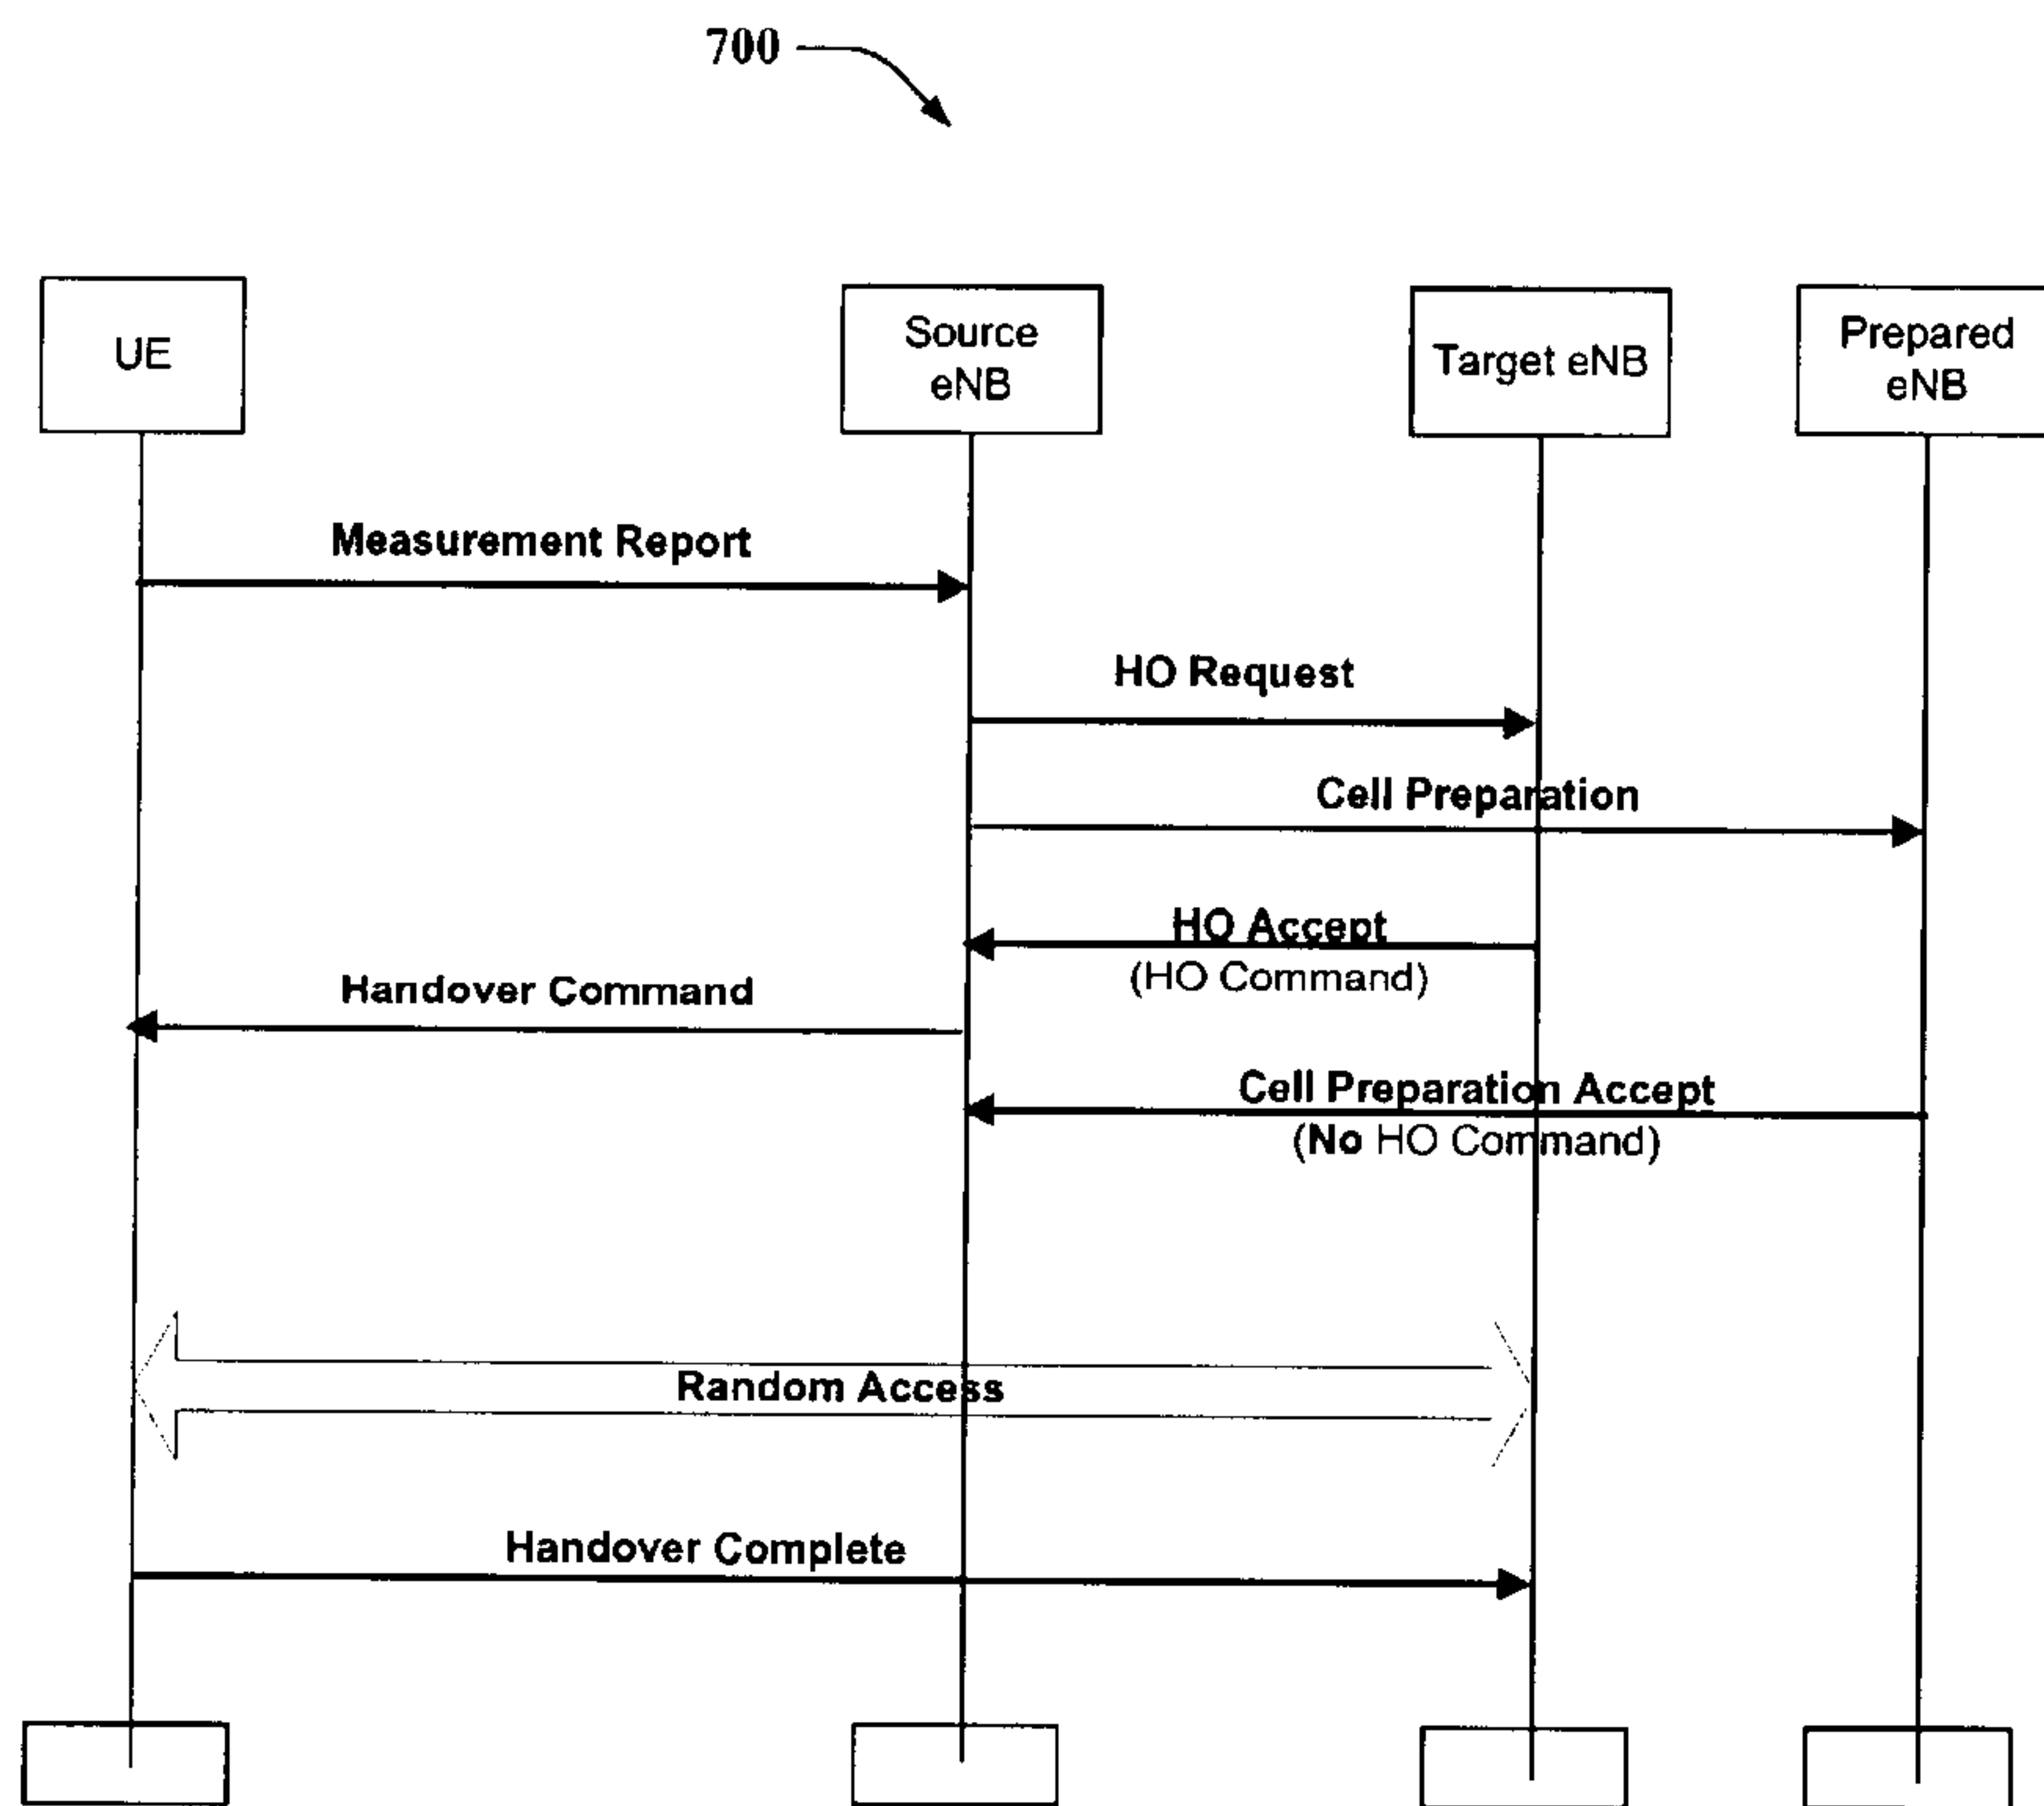 700
UE
Source
eNB
Target eNB
Prepared
eNB
Measurement Report
HO Request
Cell Preparation
HO Accept
(HO Command)
Handover Command
Cell Preparation Accept
(No HO Command)
Random Access
Handover Complete